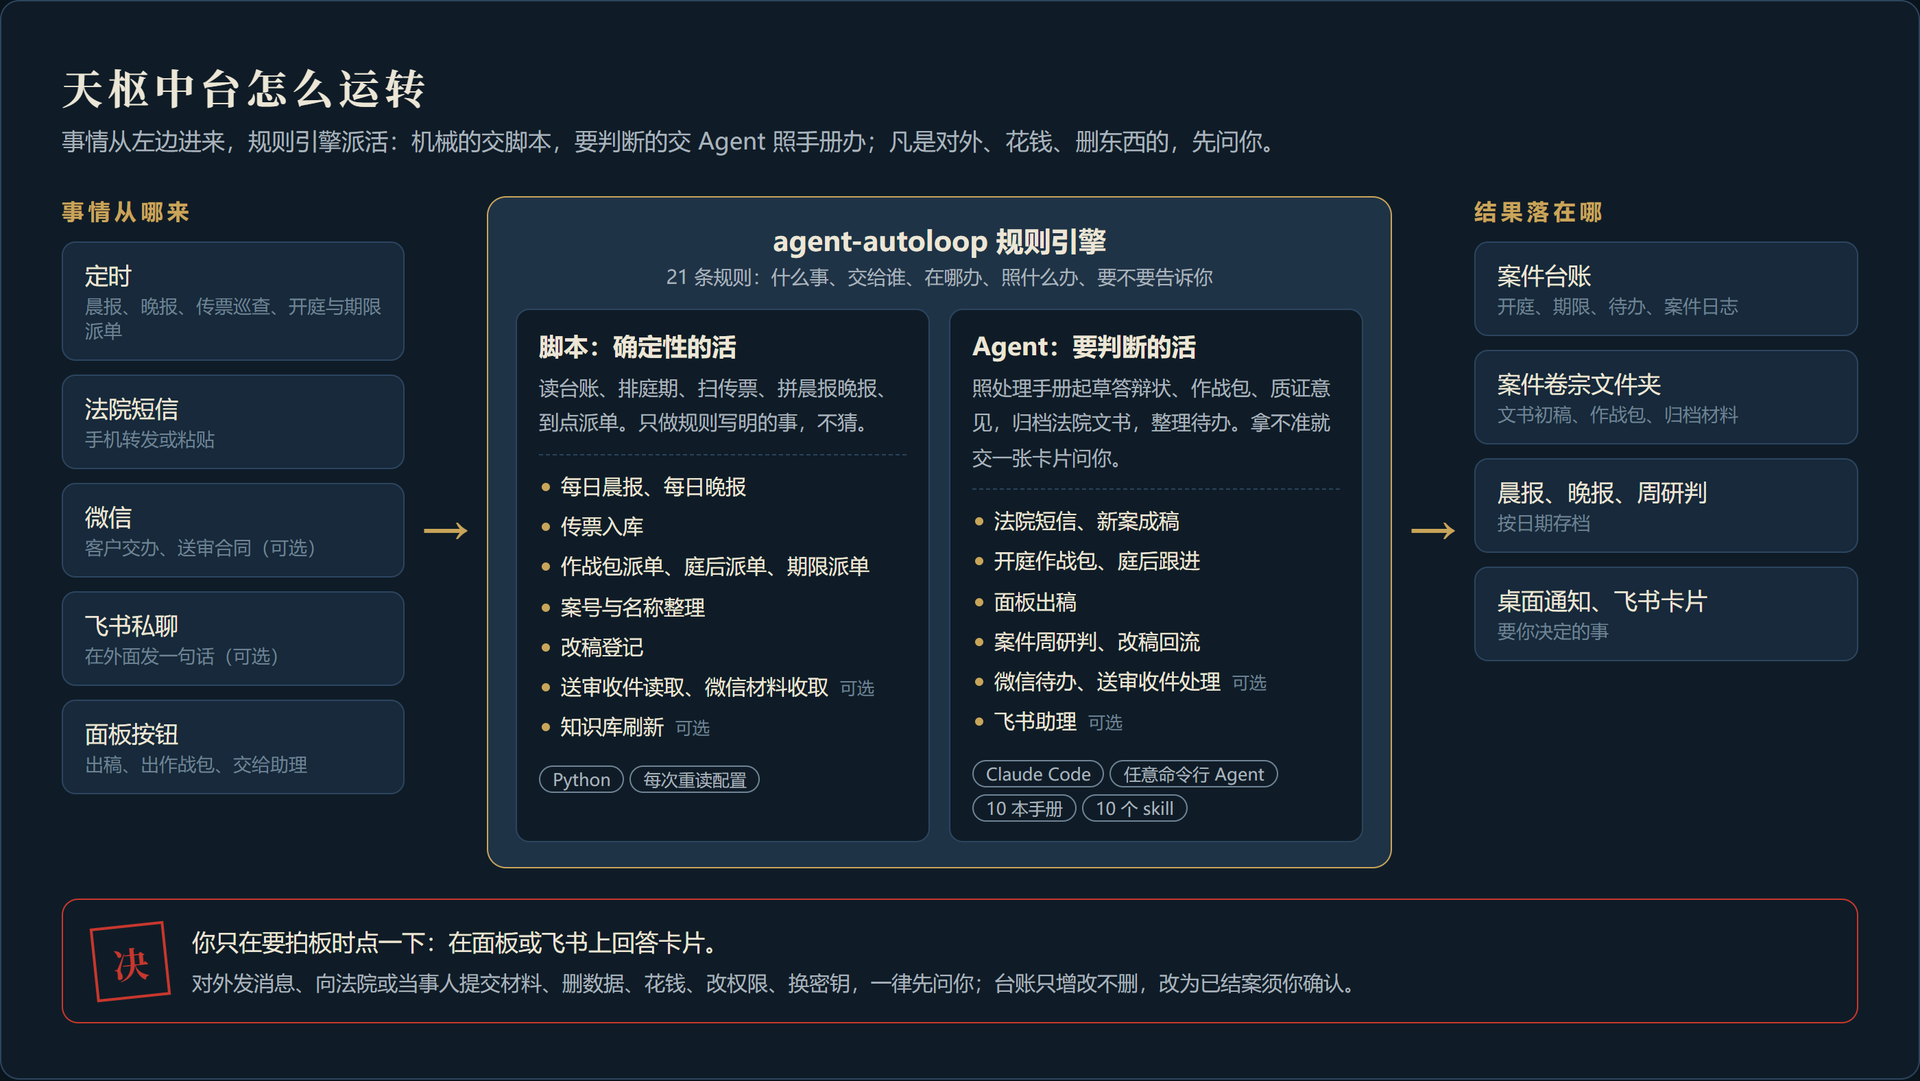 天枢中台怎么运转
事情从左边进来，规则引擎派活：机械的交脚本，要判断的交 Agent 照手册办；凡是对外、花钱、删东西的，先问你。
事情从哪来
定时
晨报、晚报、传票巡查、开庭与期限
派单
法院短信
手机转发或粘贴
微信
客户交办、送审合同（可选）
飞书私聊
在外面发一句话（可选）
面板按钮
出稿、出作战包、交给助理
→
agent-autoloop 规则引擎
21 条规则：什么事、交给谁、在哪办、照什么办、要不要告诉你
脚本：确定性的活
读台账、排庭期、扫传票、拼晨报晚报、
到点派单。只做规则写明的事，不猜。
每日晨报、每日晚报
传票入库
作战包派单、庭后派单、期限派单
案号与名称整理
改稿登记
送审收件读取、微信材料收取 可选
知识库刷新 可选
Python 每次重读配置
Agent：要判断的活
照处理手册起草答辩状、作战包、质证意
见，归档法院文书，整理待办。拿不准就
交一张卡片问你。
法院短信、新案成稿
开庭作战包、庭后跟进
面板出稿
案件周研判、改稿回流
微信待办、送审收件处理 可选
飞书助理 可选
Claude Code 任意命令行 Agent
10 本手册 10 个 skill
→
结果落在哪
案件台账
开庭、期限、待办、案件日志
案件卷宗文件夹
文书初稿、作战包、归档材料
晨报、晚报、周研判
按日期存档
桌面通知、飞书卡片
要你决定的事
决
你只在要拍板时点一下：在面板或飞书上回答卡片。
对外发消息、向法院或当事人提交材料、删数据、花钱、改权限、换密钥，一律先问你；台账只增改不删，改为已结案须你确认。